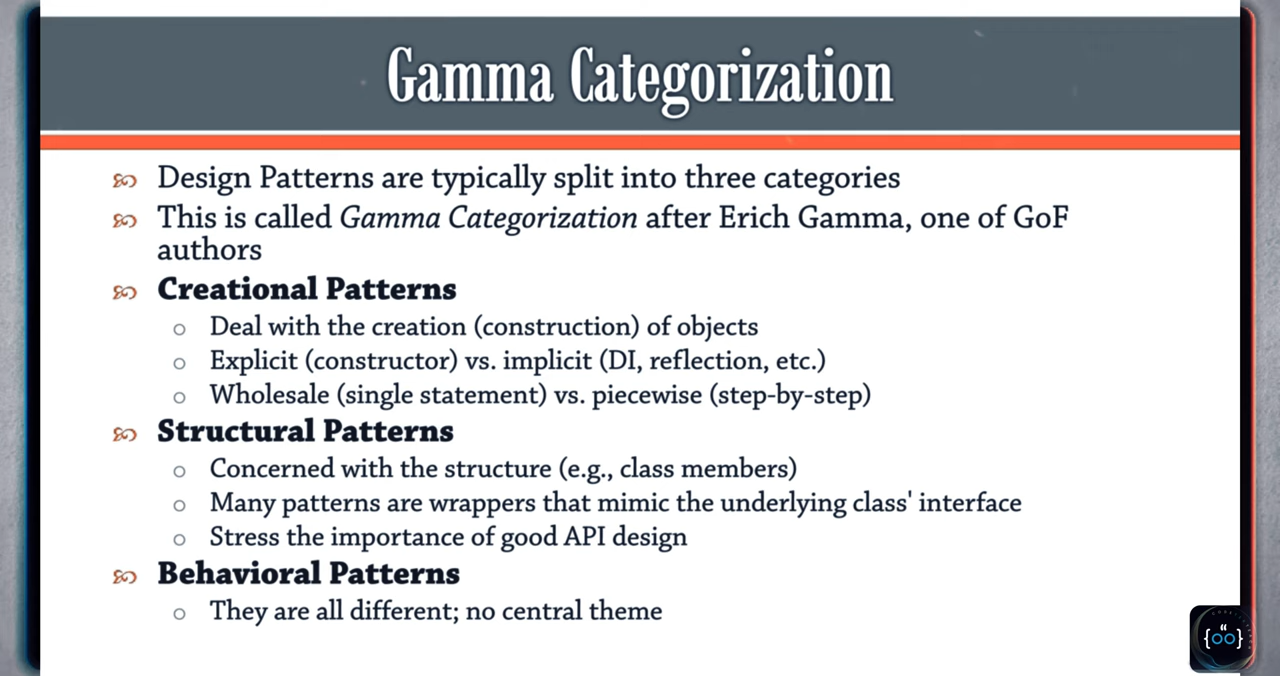 Gamma Categorization
Design Patterns are typically split into three categories
This is called Gamma Categorization after Erich Gamma, one of GoF
authors
Creational Patterns
Deal with the creation (construction) of objects
Explicit (constructor) vs. implicit (DI, reflection, etc.)
Wholesale (single statement) vs. piecewise (step-by-step)
Structural Patterns
Concerned with the structure (e.g., class members)
Many patterns are wrappers that mimic the underlying class' interface
Stress the importance of good API design
Behavioral Patterns
They are all different; no central theme